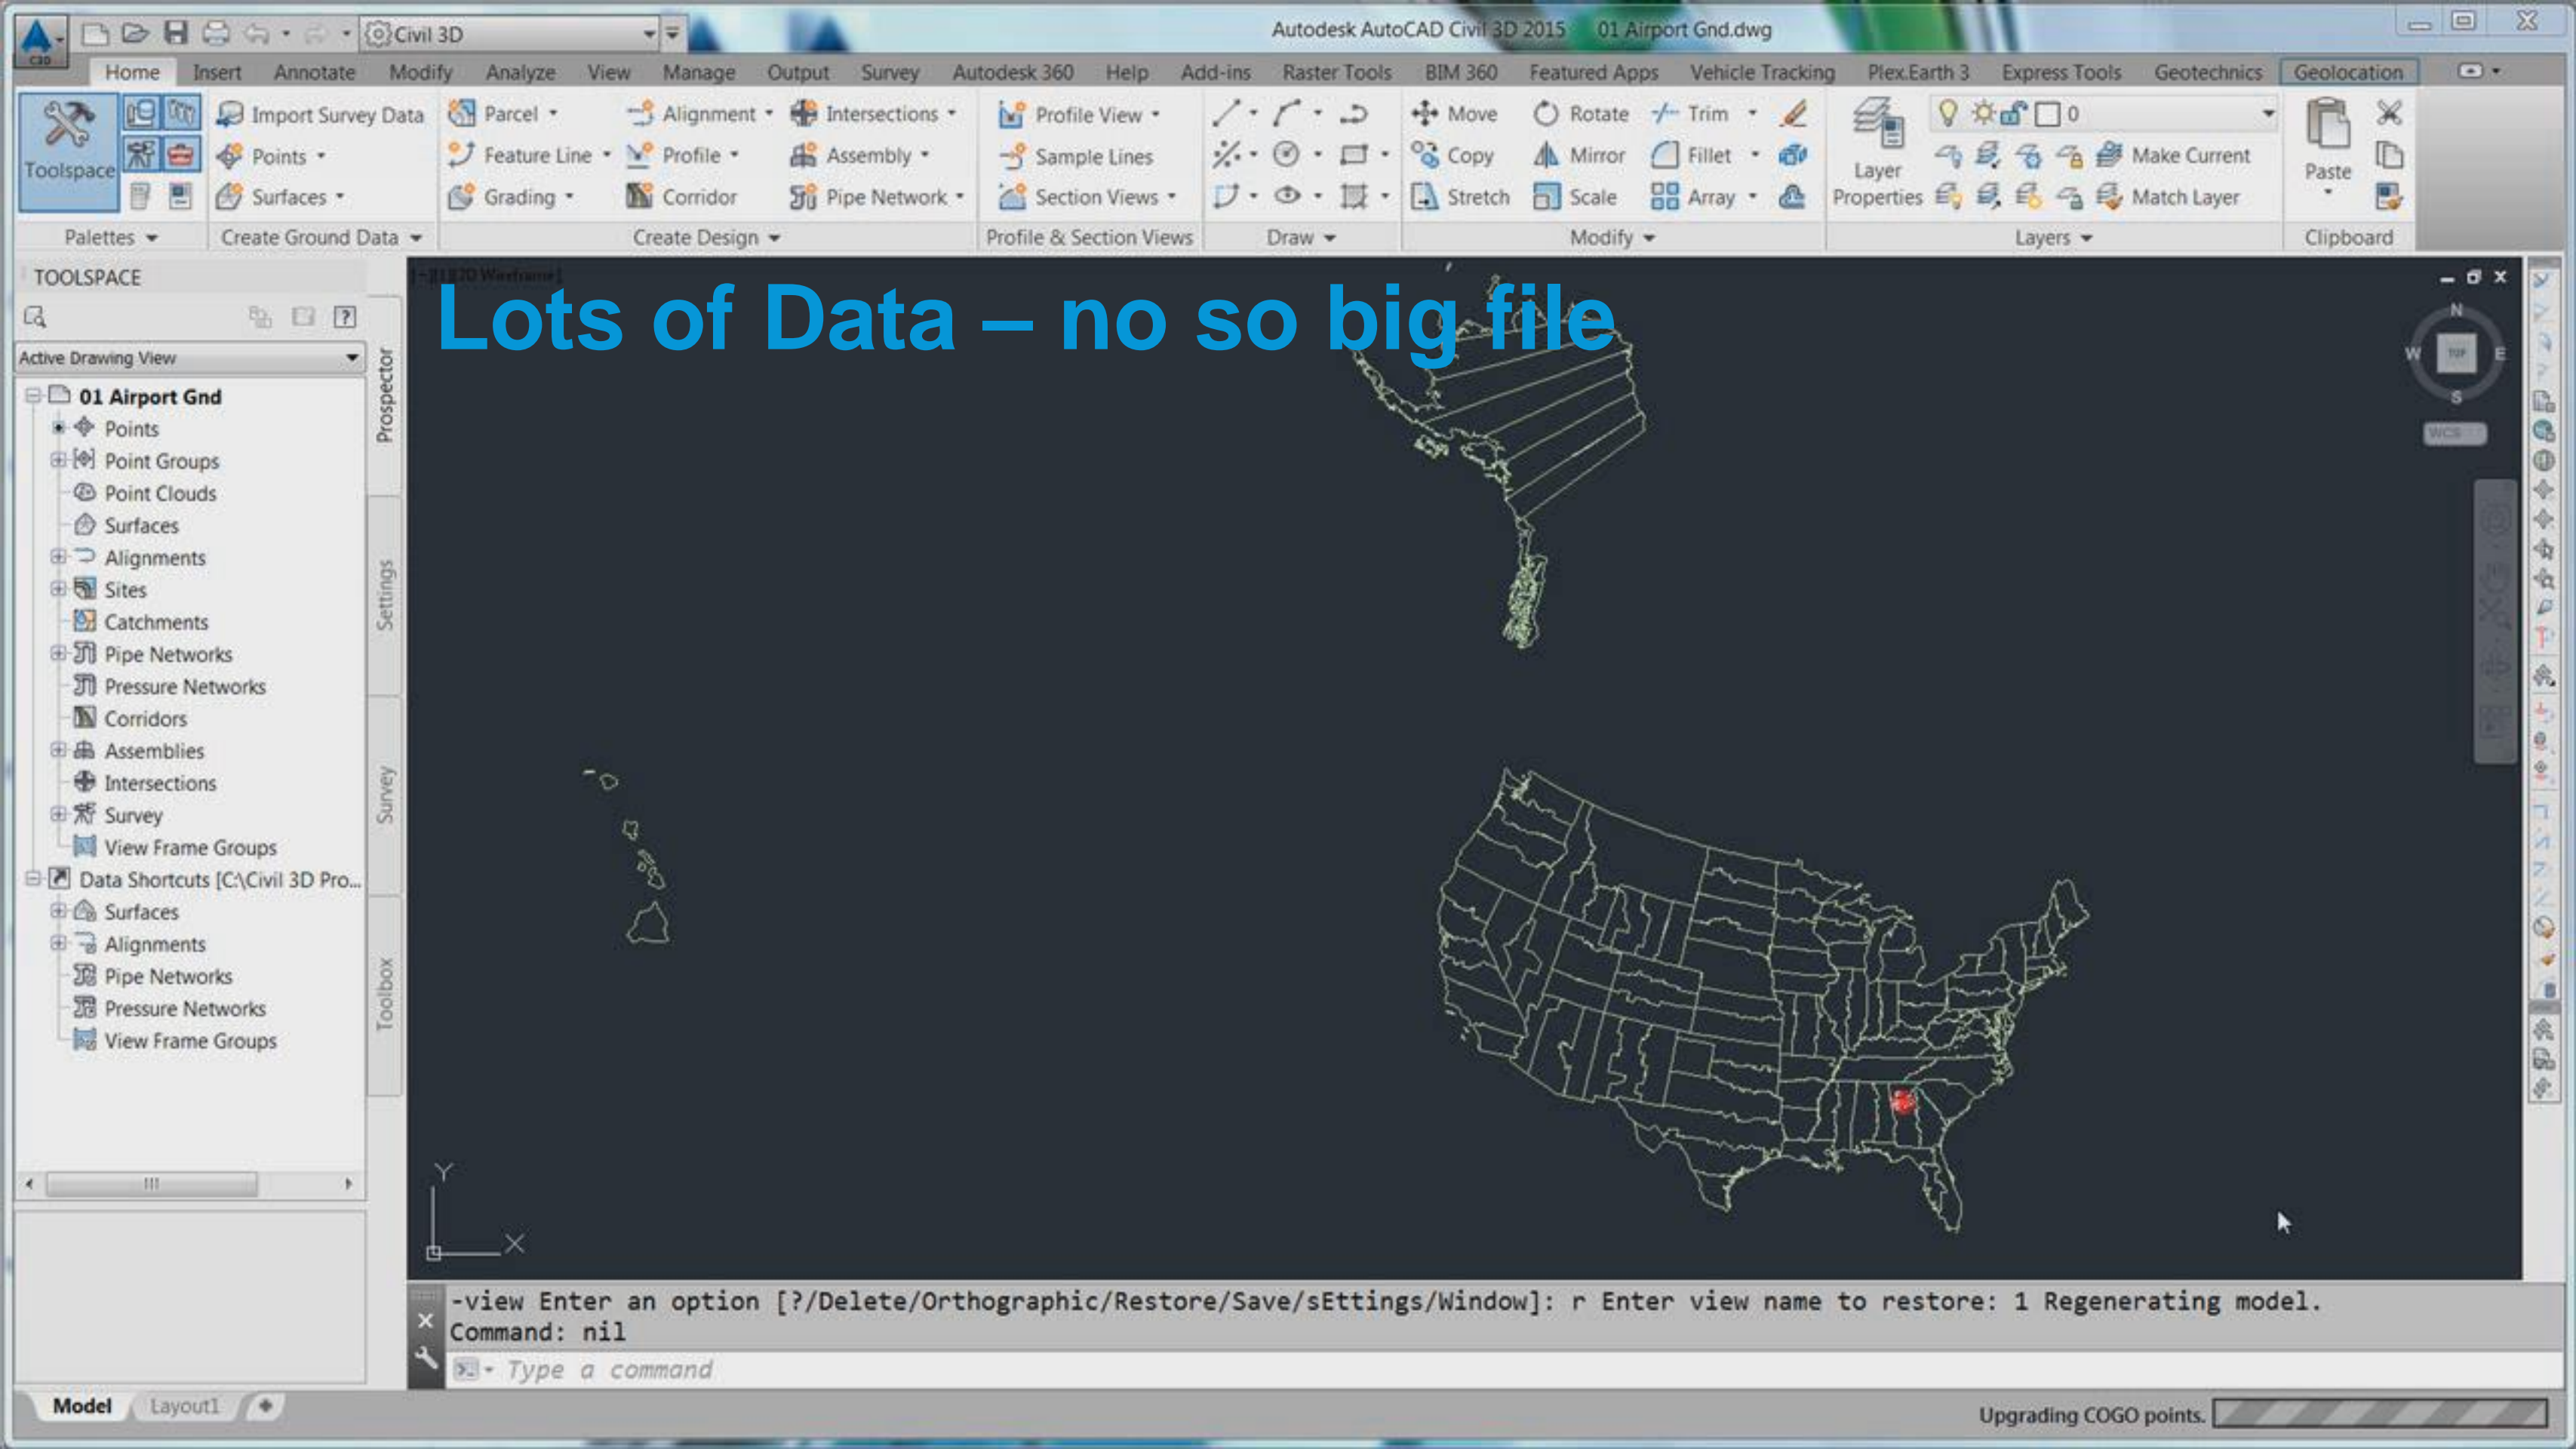 Civil 3D
Autodesk AutoCAD Civil 3D 2015 01 Airport Gnd.dwg
C3D
Home Insert Annotate Modify Analyze View Manage Output Survey Autodesk 360 Help Add-ins Raster Tools BIM 360 Featured Apps Vehicle Tracking Plex.Earth 3 Express Tools Geotechnics Geolocation
Import Survey Data Parcel Alignment Intersections Profile View Move Rotate Trim 0
Toolspace Points Feature Line Profile Assembly Sample Lines Copy Mirror Fillet Layer Properties Make Current Paste
Surfaces Grading Corridor Pipe Network Section Views Stretch Scale Array Match Layer
Palettes Create Ground Data Create Design Profile & Section Views Draw Modify Layers Clipboard
TOOLSPACE
[-][1][2D Wireframe]
Lots of Data – no so big file
Active Drawing View
01 Airport Gnd
Points
Point Groups
Point Clouds
Surfaces
Alignments
Sites
Catchments
Pipe Networks
Pressure Networks
Corridors
Assemblies
Intersections
Survey
View Frame Groups
Data Shortcuts [C:\Civil 3D Pro...
Surfaces
Alignments
Pipe Networks
Pressure Networks
View Frame Groups
Prospector
Settings
Survey
Toolbox
N
W TOP E
S
WCS
Y
X
-view Enter an option [?/Delete/Orthographic/Restore/Save/sEttings/Window]: r Enter view name to restore: 1 Regenerating model.
Command: nil
Type a command
Model Layout1
Upgrading COGO points.